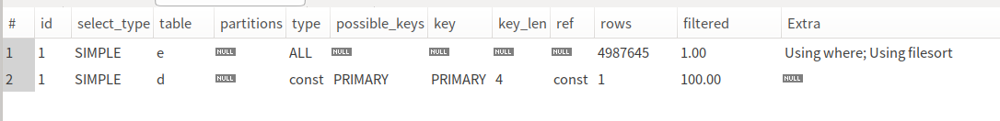 # id select_type table partitions type possible_keys key key_len ref rows filtered Extra
1 1 SIMPLE e NULL ALL NULL NULL NULL NULL 4987645 1.00 Using where; Using filesort
2 1 SIMPLE d NULL const PRIMARY PRIMARY 4 const 1 100.00 NULL